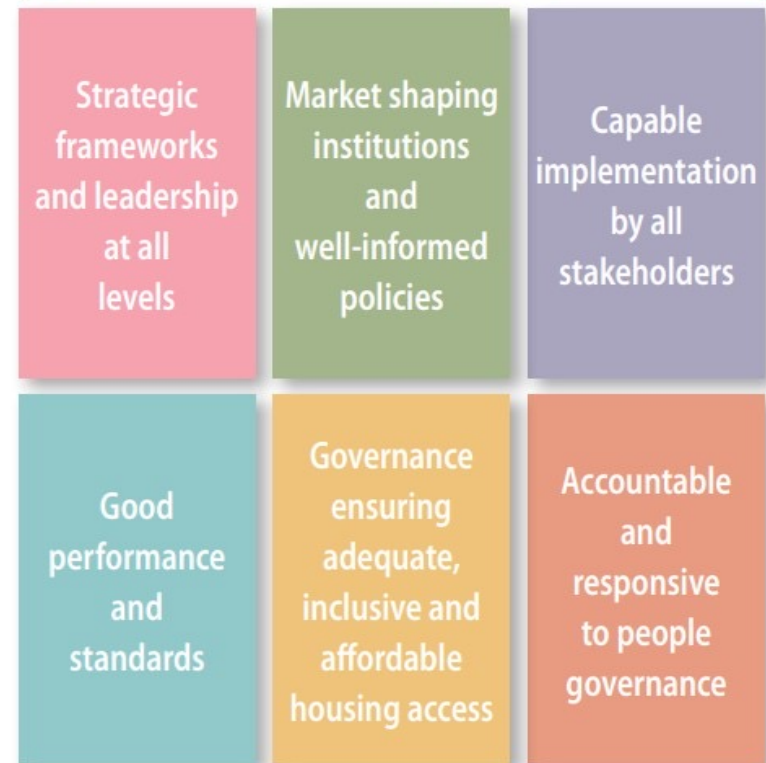 Strategic
frameworks
and leadership
at all
levels
Market shaping
institutions
and
well-informed
policies
Capable
implementation
by all
stakeholders
Good
performance
and
standards
Governance
ensuring
adequate,
inclusive and
affordable
housing access
Accountable
and
responsive
to people
governance